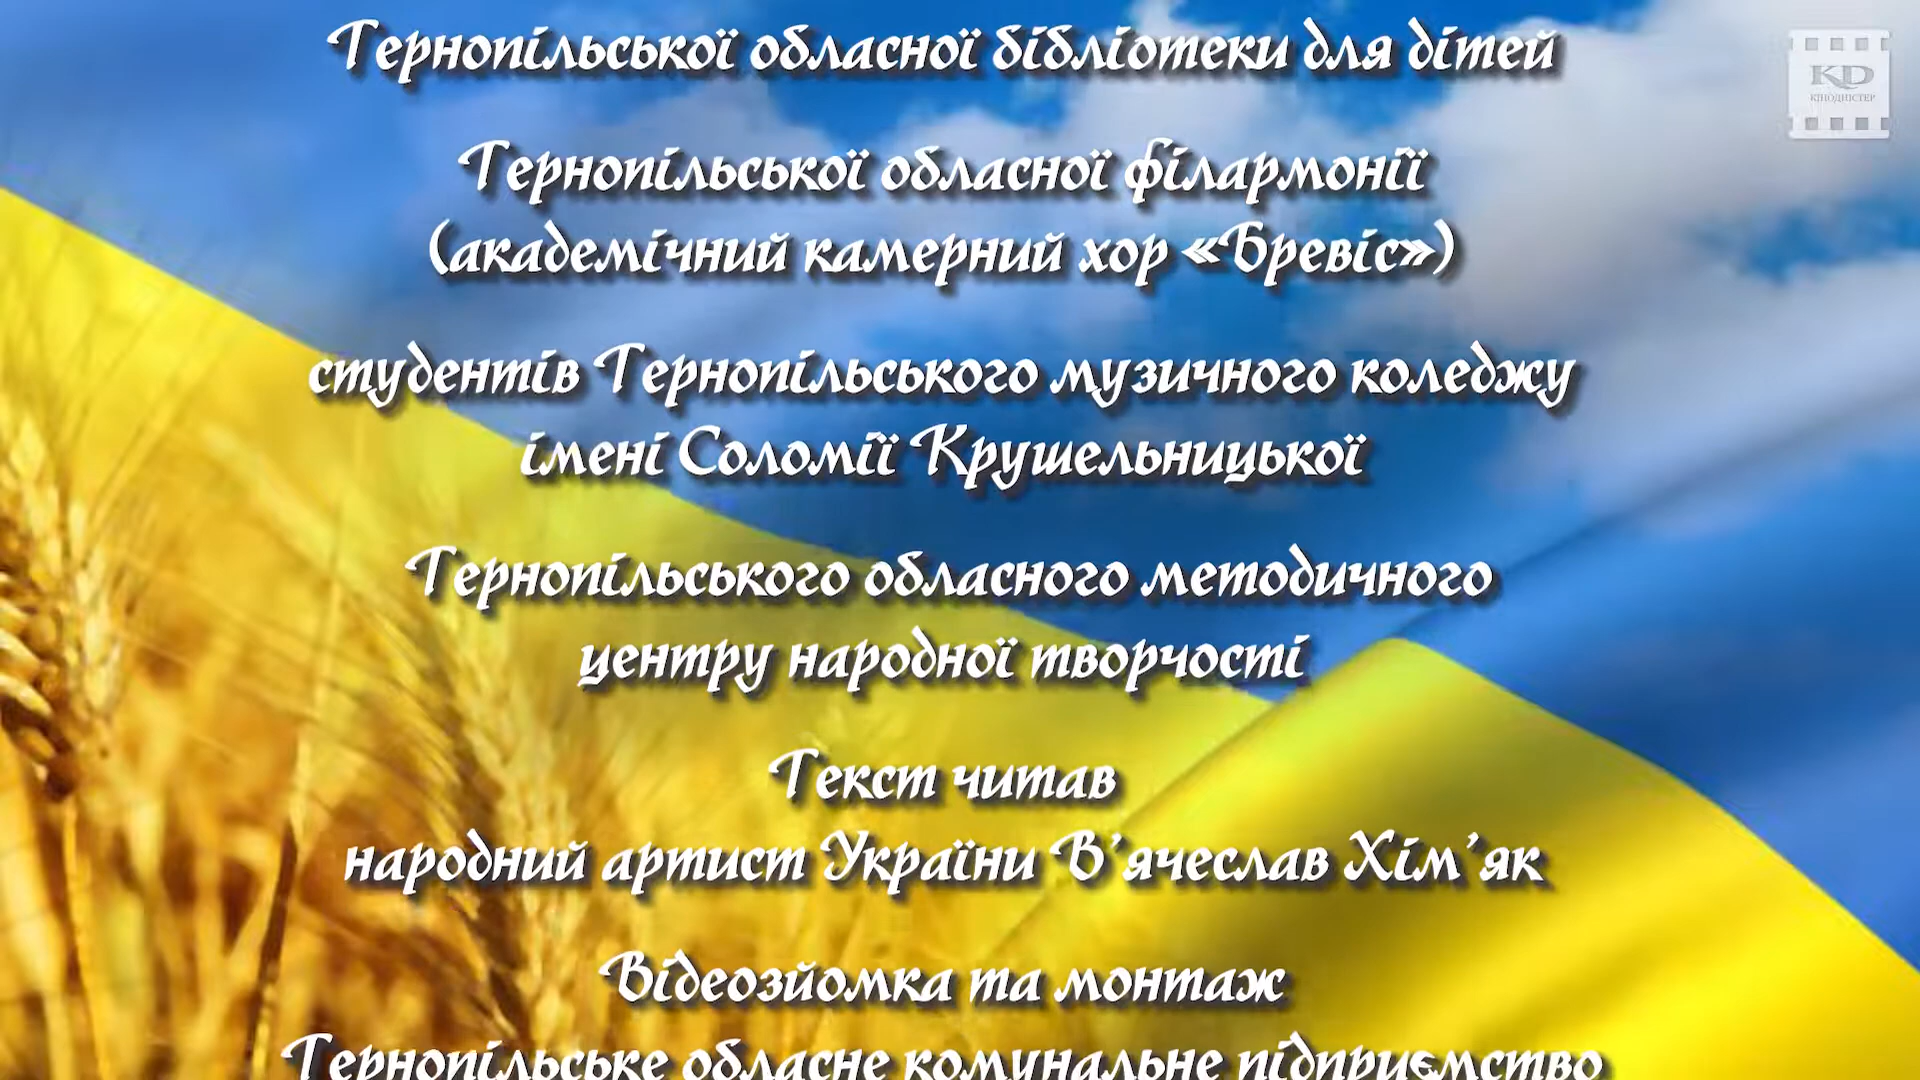 Тернопільської обласної бібліотеки для дітей
KD
КІНОДНІСТЕР
Тернопільської обласної філармонії
(академічний камерний хор «Бревіс»)
студентів Тернопільського музичного коледжу
імені Соломії Крушельницької
Тернопільського обласного методичного
центру народної творчості
Текст читав
народний артист України В'ячеслав Хім'як
Відеозйомка та монтаж
Тернопільське обласне комунальне підприємство